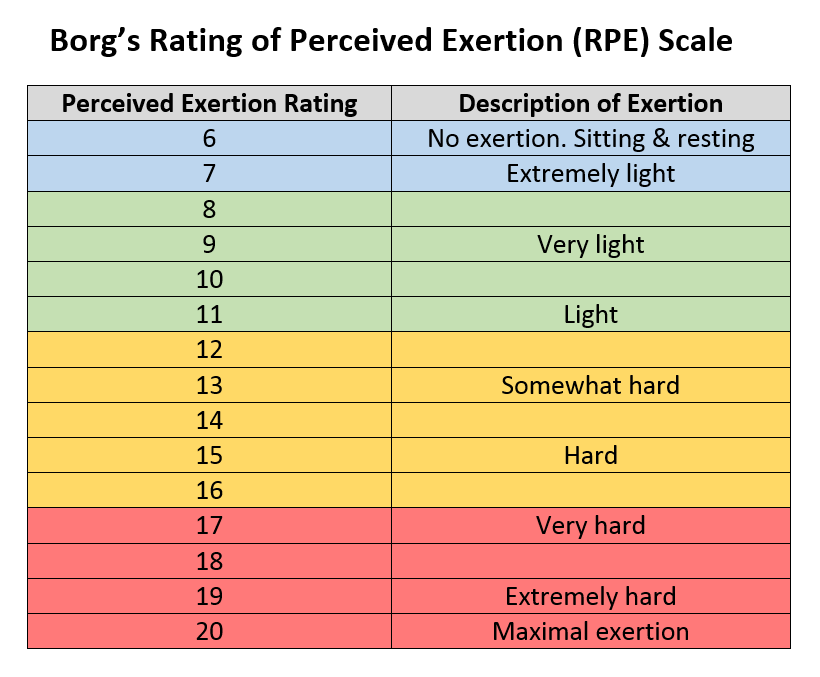 Borg’s Rating of Perceived Exertion (RPE) Scale
Perceived Exertion Rating Description of Exertion
6 No exertion. Sitting & resting
7 Extremely light
8
9 Very light
10
11 Light
12
13 Somewhat hard
14
15 Hard
16
17 Very hard
18
19 Extremely hard
20 Maximal exertion